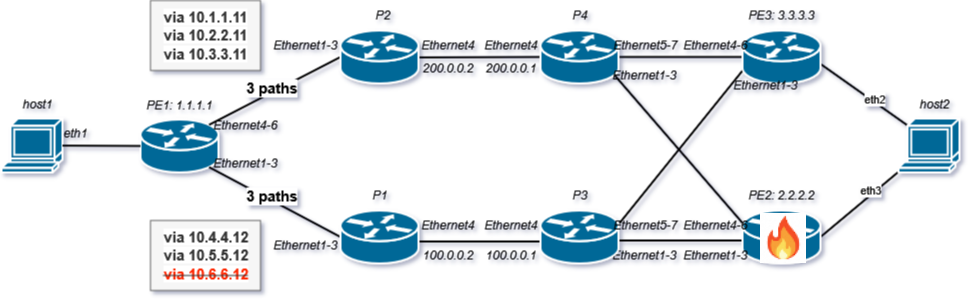 via 10.1.1.11
via 10.2.2.11
via 10.3.3.11
P2
P4
PE3: 3.3.3.3
Ethernet1-3
Ethernet4
Ethernet4
Ethernet5-7
Ethernet4-6
200.0.0.2
200.0.0.1
Ethernet1-3
Ethernet1-3
3 paths
host1
PE1: 1.1.1.1
eth2
host2
eth1
Ethernet4-6
Ethernet1-3
3 paths
P1
P3
PE2: 2.2.2.2
eth3
via 10.4.4.12
via 10.5.5.12
via 10.6.6.12
Ethernet1-3
Ethernet4
Ethernet4
Ethernet5-7
Ethernet4-6
100.0.0.2
100.0.0.1
Ethernet1-3
Ethernet1-3